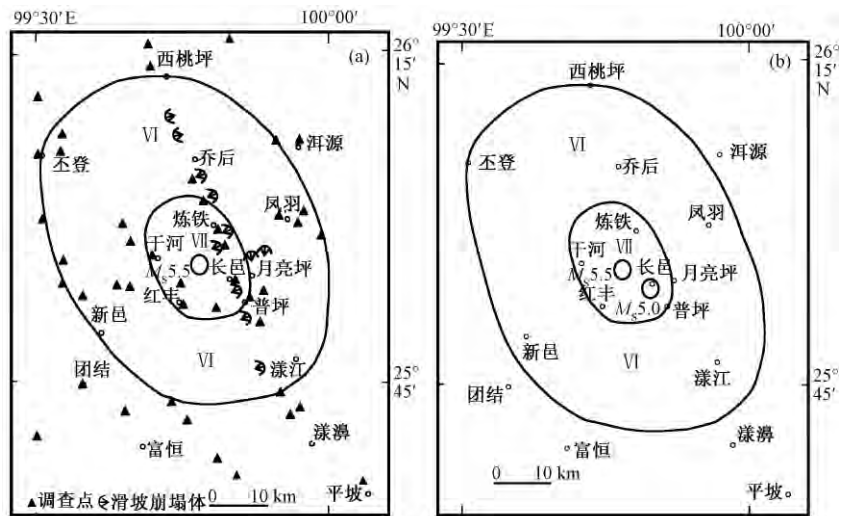 99°30′E 100°00′
(a)
26°
15′
N
西桃坪
Ⅵ
洱源
乔后
丕登
凤羽
炼铁
Ⅶ
干河
长邑
月亮坪
Ms5.5
红丰
普坪
新邑
Ⅵ
漾江
团结
25°
45′
富恒
漾濞
调查点 滑坡崩塌体 0 10 km
平坡
99°30′E 100°00′
(b)
26°
15′
N
西桃坪
Ⅵ
洱源
乔后
丕登
凤羽
炼铁
Ⅶ
干河
长邑
月亮坪
Ms5.5
红丰
Ms5.0
普坪
新邑
Ⅵ
漾江
团结
25°
45′
富恒
漾濞
0 10 km
平坡